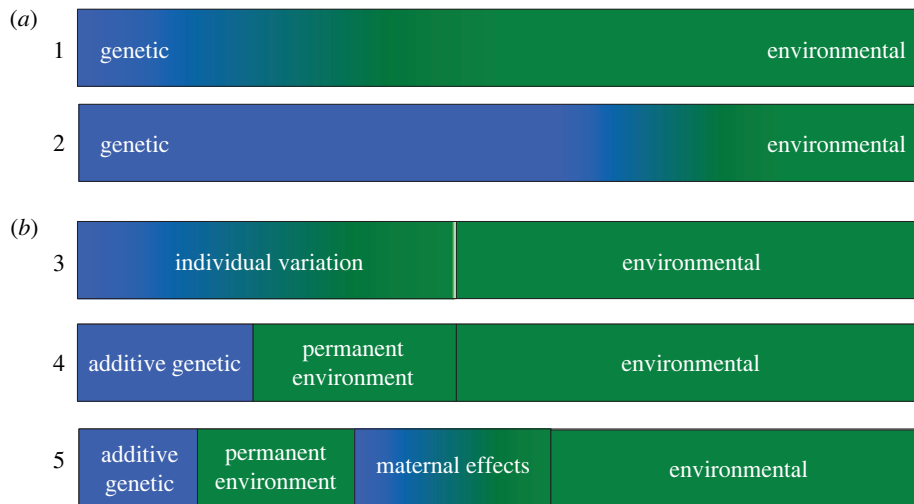 (a)
1 genetic environmental
2 genetic environmental
(b)
3 individual variation environmental
4 additive genetic permanent
environment environmental
5 additive
genetic permanent
environment maternal effects environmental